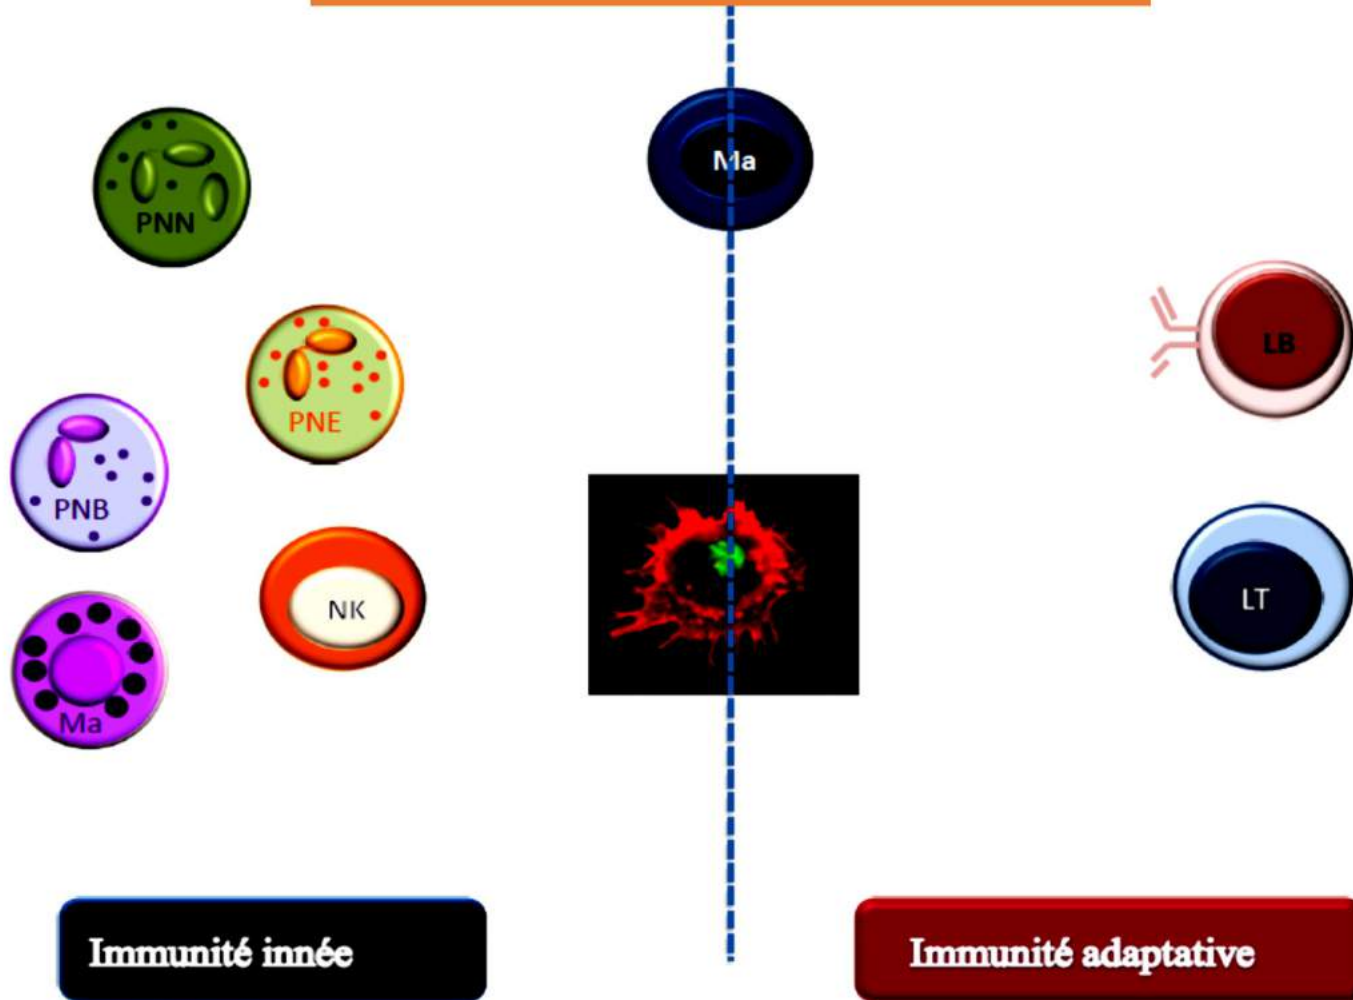 Ma
PNN
LB
PNE
PNB
NK
LT
Ma
Immunité innée
Immunité adaptative